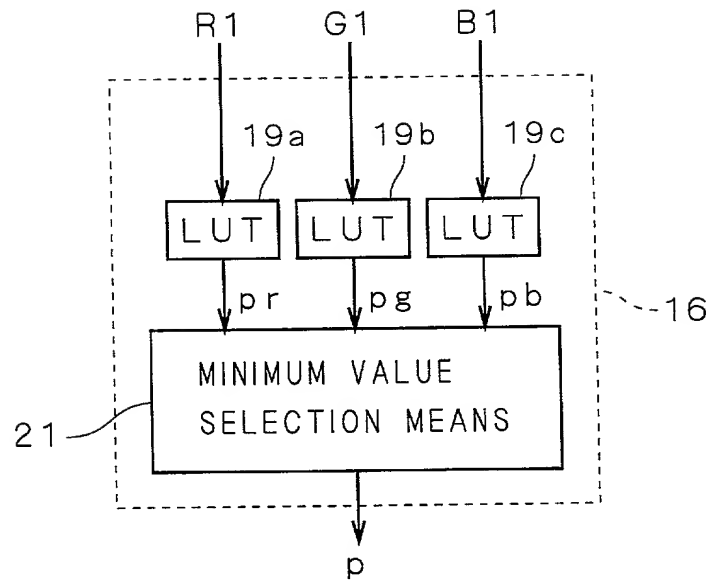 R1 G1 B1
19a 19b 19c
LUT LUT LUT
pr pg pb
16
MINIMUM VALUE
SELECTION MEANS
21
p